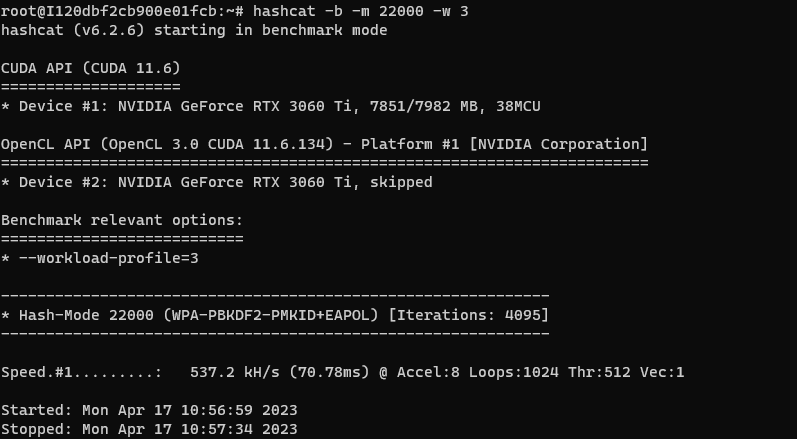 root@I120dbf2cb900e01fcb:~# hashcat -b -m 22000 -w 3
hashcat (v6.2.6) starting in benchmark mode
CUDA API (CUDA 11.6)
====================
* Device #1: NVIDIA GeForce RTX 3060 Ti, 7851/7982 MB, 38MCU
OpenCL API (OpenCL 3.0 CUDA 11.6.134) - Platform #1 [NVIDIA Corporation]
========================================================================
* Device #2: NVIDIA GeForce RTX 3060 Ti, skipped
Benchmark relevant options:
===========================
* --workload-profile=3
-------------------------------------------------------------
* Hash-Mode 22000 (WPA-PBKDF2-PMKID+EAPOL) [Iterations: 4095]
-------------------------------------------------------------
Speed.#1.........:   537.2 kH/s (70.78ms) @ Accel:8 Loops:1024 Thr:512 Vec:1
Started: Mon Apr 17 10:56:59 2023
Stopped: Mon Apr 17 10:57:34 2023